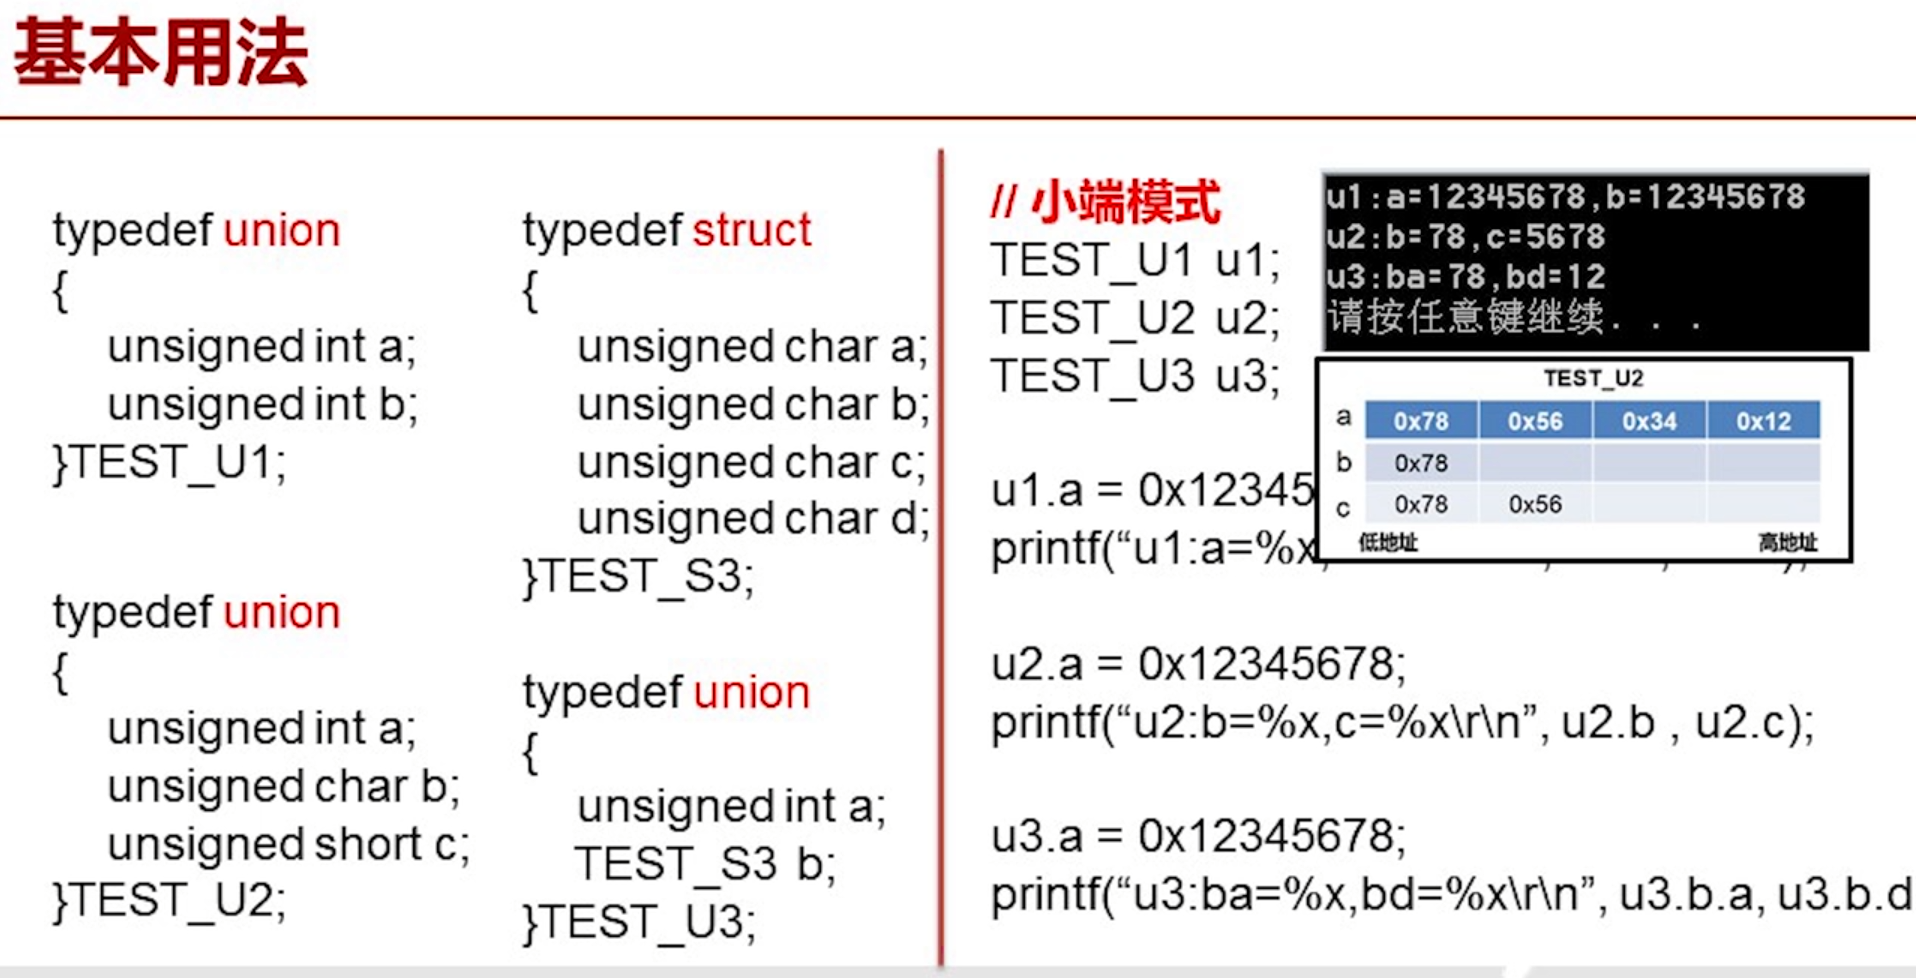 基本用法
typedef union
{
unsigned int a;
unsigned int b;
}TEST_U1;
typedef union
{
unsigned int a;
unsigned char b;
unsigned short c;
}TEST_U2;
typedef struct
{
unsigned char a;
unsigned char b;
unsigned char c;
unsigned char d;
}TEST_S3;
typedef union
{
unsigned int a;
TEST_S3 b;
}TEST_U3;
// 小端模式
TEST_U1 u1;
TEST_U2 u2;
TEST_U3 u3;
u1.a = 0x12345
printf(“u1:a=%x
u2.a = 0x12345678;
printf(“u2:b=%x,c=%x\r\n”, u2.b , u2.c);
u3.a = 0x12345678;
printf(“u3:ba=%x,bd=%x\r\n”, u3.b.a, u3.b.d
u1:a=12345678,b=12345678
u2:b=78,c=5678
u3:ba=78,bd=12
请按任意键继续. . .
TEST_U2
a 0x78 0x56 0x34 0x12
b 0x78
c 0x78 0x56
低地址 高地址